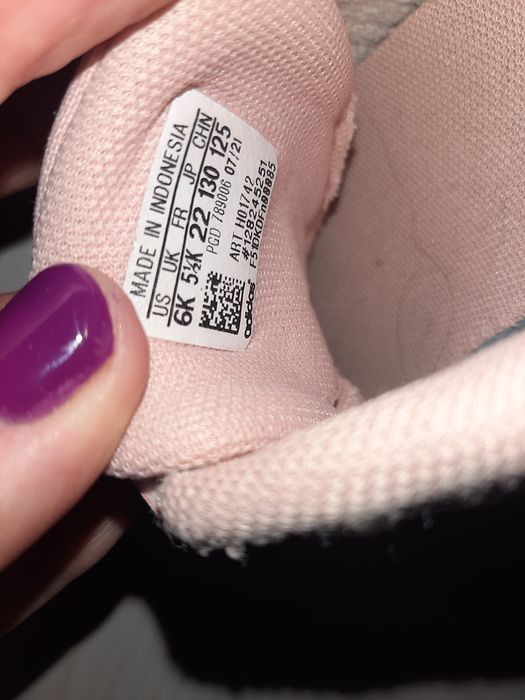 MADE IN INDONESIA
US UK FR JP CHN
6K 5½K 22 130 125
PGD 789006 07/21
ART H01742
#1282452551
adidas